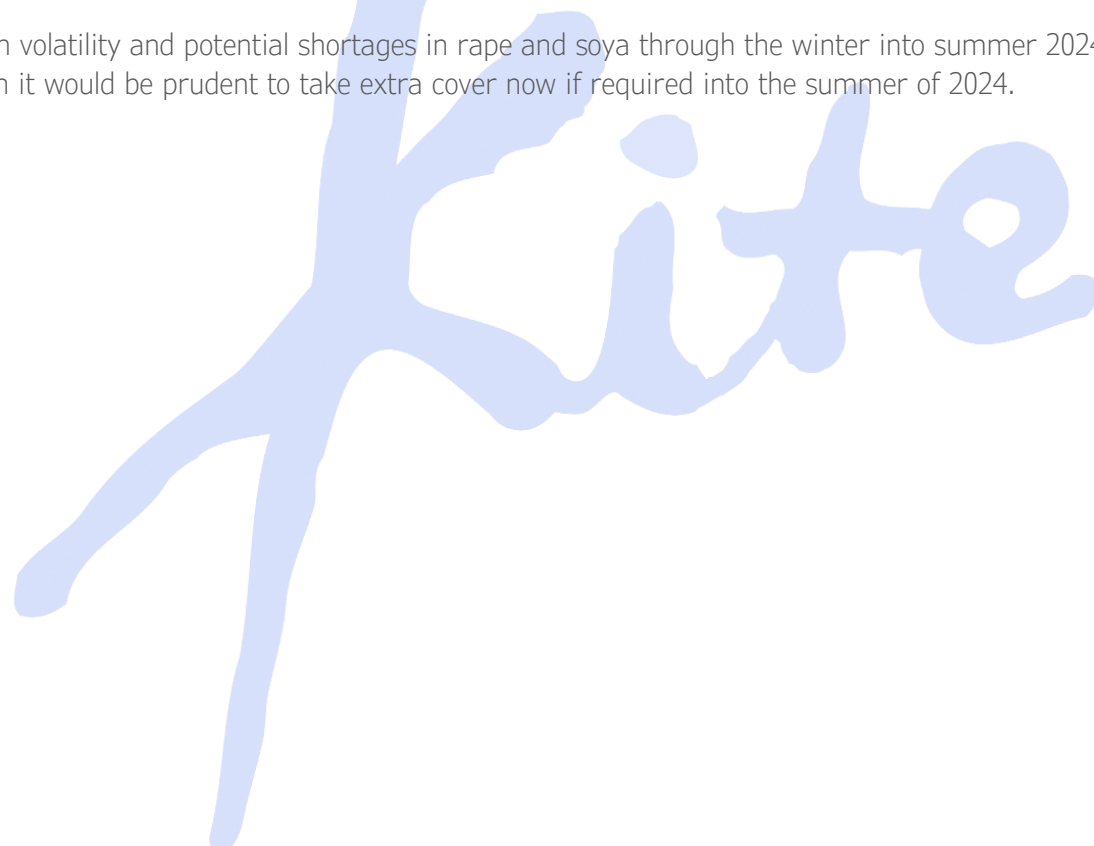 volatility and potential shortages in rape and soya through the winter into summer 2024
it would be prudent to take extra cover now if required into the summer of 2024.
Kite